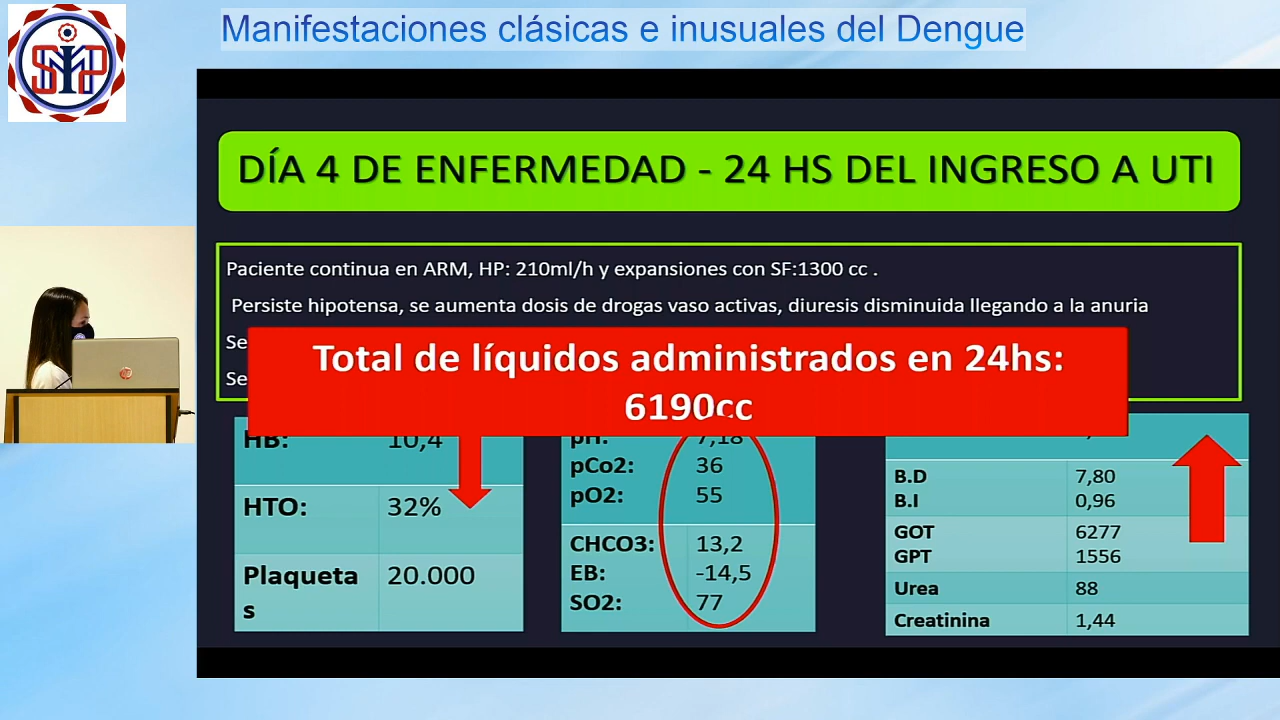 Manifestaciones clásicas e inusuales del Dengue
SMP
DÍA 4 DE ENFERMEDAD - 24 HS DEL INGRESO A UTI
Paciente continua en ARM, HP: 210ml/h y expansiones con SF:1300 cc .
Persiste hipotensa, se aumenta dosis de drogas vaso activas, diuresis disminuida llegando a la anuria
Se
Se
Total de líquidos administrados en 24hs:
6190cc
HB: 10,4
HTO: 32%
Plaqueta 20.000
s
pH: 7,18
pCo2: 36
pO2: 55
CHCO3: 13,2
EB: -14,5
SO2: 77
B.D 7,80
B.I 0,96
GOT 6277
GPT 1556
Urea 88
Creatinina 1,44